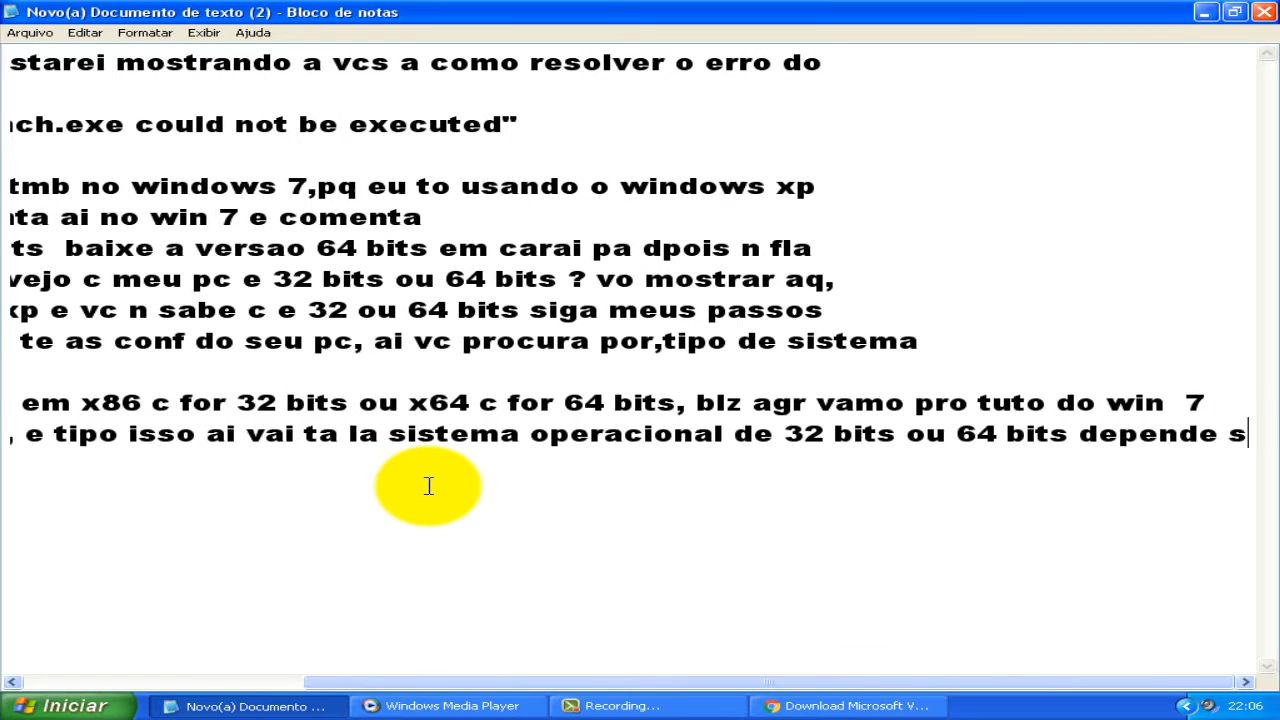 Novo(a) Documento de texto (2) - Bloco de notas
Arquivo Editar Formatar Exibir Ajuda
starei mostrando a vcs a como resolver o erro do
ch.exe could not be executed"
tmb no windows 7,pq eu to usando o windows xp
ta ai no win 7 e comenta
ts baixe a versao 64 bits em carai pa dpois n fla
vejo c meu pc e 32 bits ou 64 bits ? vo mostrar aq,
xp e vc n sabe c e 32 ou 64 bits siga meus passos
te as conf do seu pc, ai vc procura por,tipo de sistema
em x86 c for 32 bits ou x64 c for 64 bits, blz agr vamo pro tuto do win 7
, e tipo isso ai vai ta la sistema operacional de 32 bits ou 64 bits depende s
Iniciar Novo(a) Documento ... Windows Media Player Recording... Download Microsoft V... 22:06